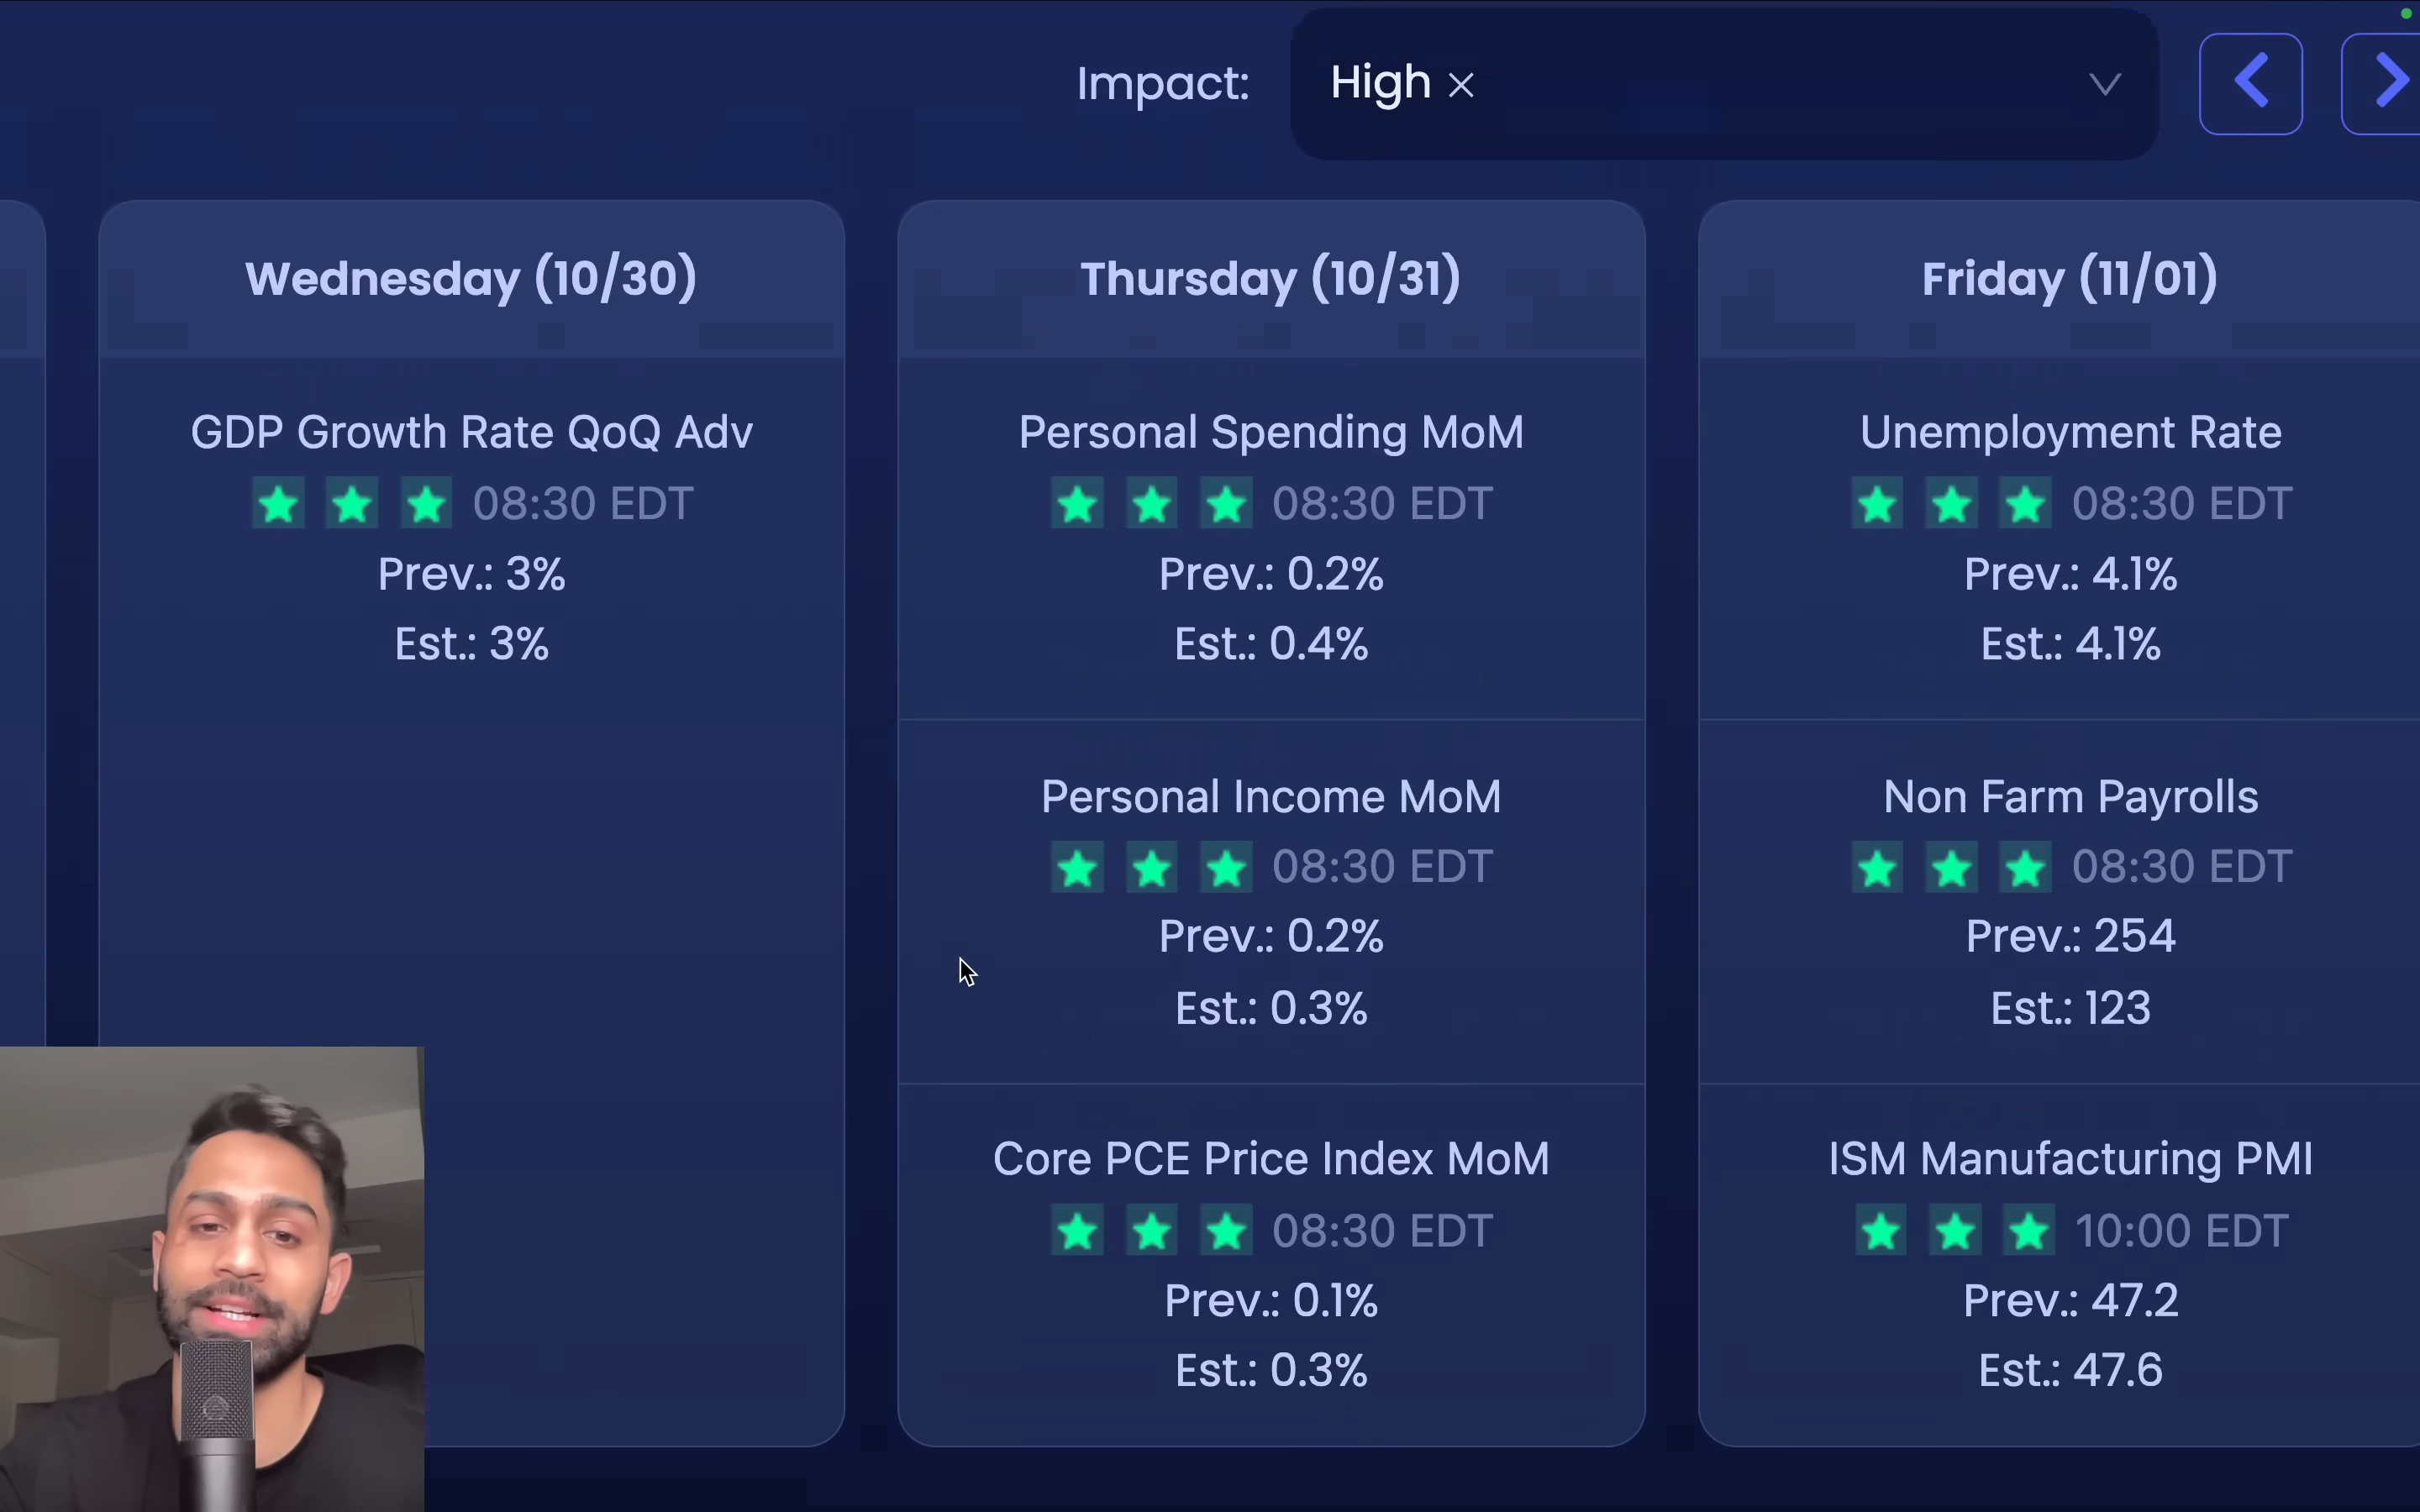 Impact:
High ×
Wednesday (10/30)
GDP Growth Rate QoQ Adv
08:30 EDT
Prev.: 3%
Est.: 3%
Thursday (10/31)
Personal Spending MoM
08:30 EDT
Prev.: 0.2%
Est.: 0.4%
Personal Income MoM
08:30 EDT
Prev.: 0.2%
Est.: 0.3%
Core PCE Price Index MoM
08:30 EDT
Prev.: 0.1%
Est.: 0.3%
Friday (11/01)
Unemployment Rate
08:30 EDT
Prev.: 4.1%
Est.: 4.1%
Non Farm Payrolls
08:30 EDT
Prev.: 254
Est.: 123
ISM Manufacturing PMI
10:00 EDT
Prev.: 47.2
Est.: 47.6